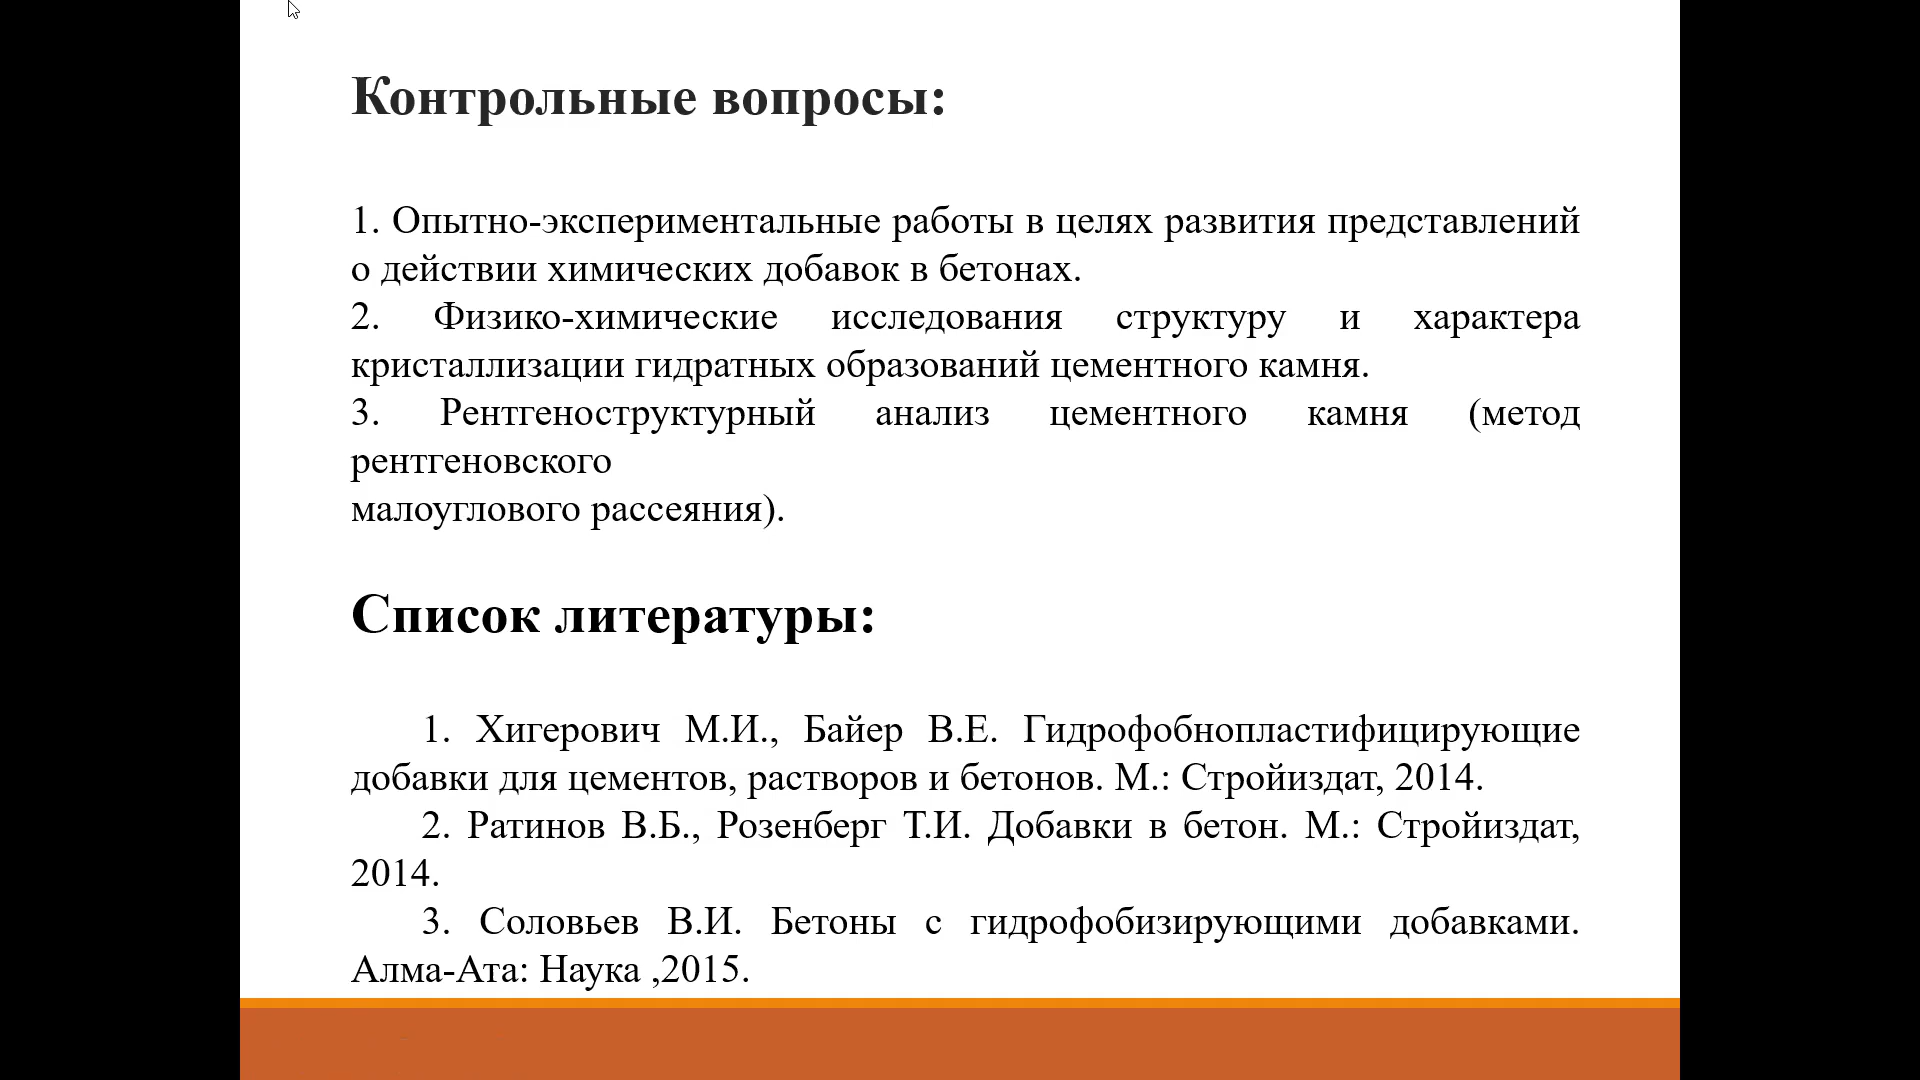 Контрольные вопросы:
1. Опытно-экспериментальные работы в целях развития представлений
о действии химических добавок в бетонах.
2. Физико-химические исследования структуру и характера
кристаллизации гидратных образований цементного камня.
3. Рентгеноструктурный анализ цементного камня (метод
рентгеновского
малоуглового рассеяния).
Список литературы:
1. Хигерович М.И., Байер В.Е. Гидрофобнопластифицирующие
добавки для цементов, растворов и бетонов. М.: Стройиздат, 2014.
2. Ратинов В.Б., Розенберг Т.И. Добавки в бетон. М.: Стройиздат,
2014.
3. Соловьев В.И. Бетоны с гидрофобизирующими добавками.
Алма-Ата: Наука ,2015.